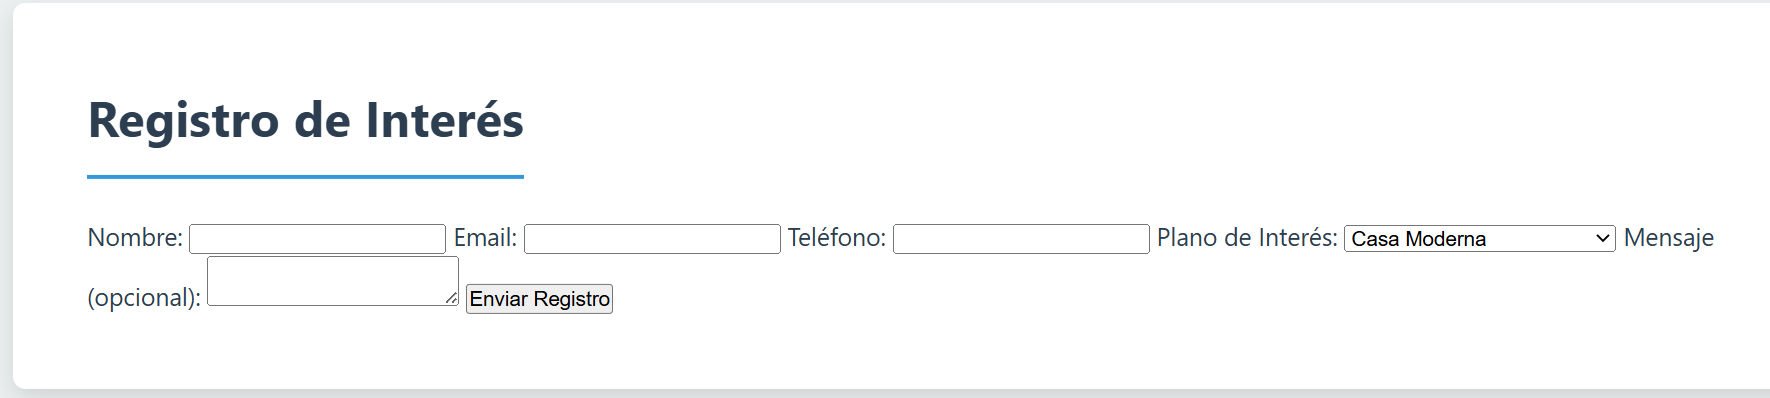 Registro de Interés
Nombre: Email: Teléfono: Plano de Interés: Casa Moderna Mensaje
(opcional): Enviar Registro